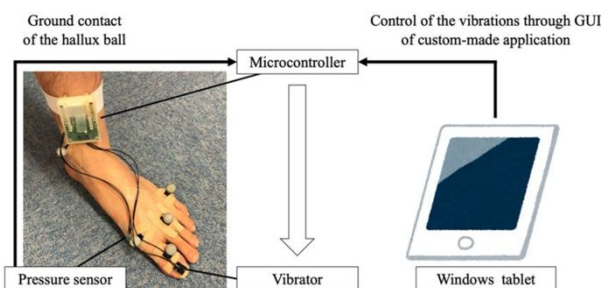 Ground contact
of the hallux ball
Control of the vibrations through GUI
of custom-made application
Microcontroller
Pressure sensor
Vibrator
Windows tablet